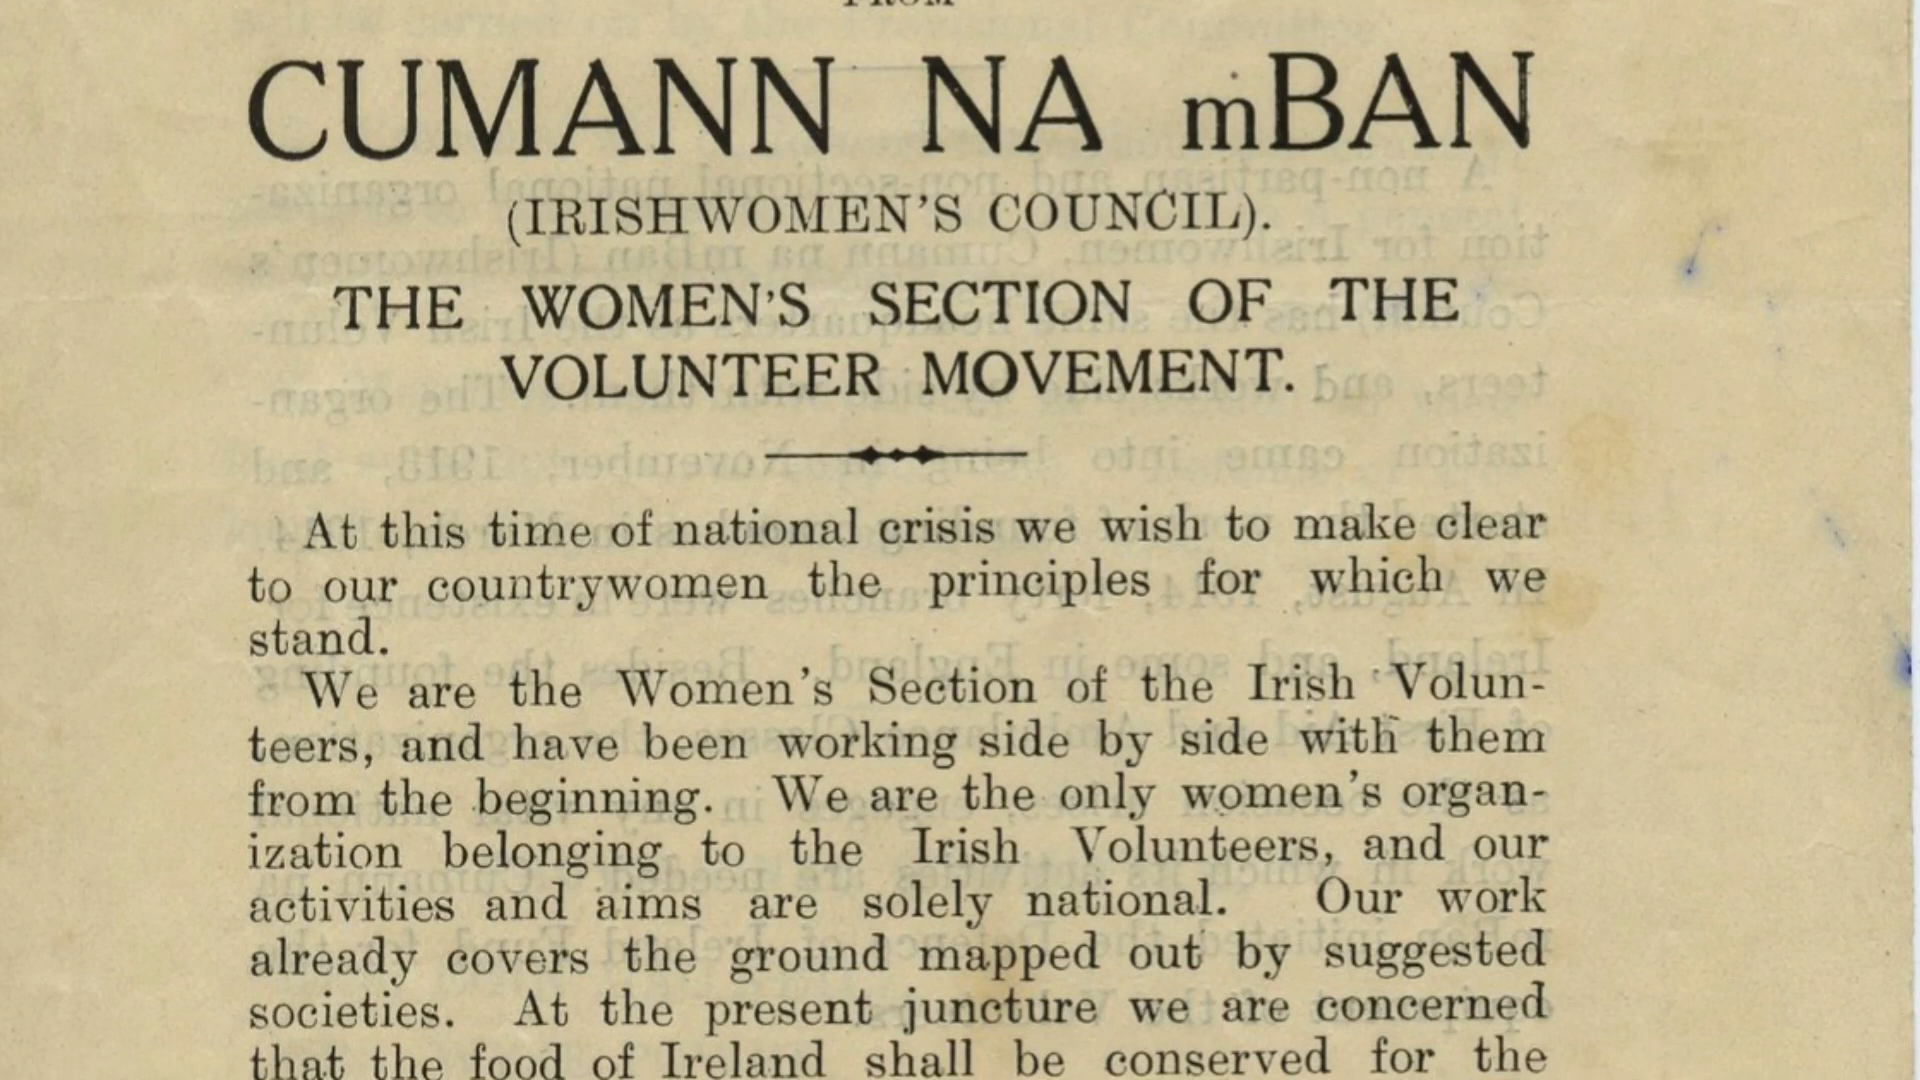 FROM
CUMANN NA mBAN
(IRISHWOMEN'S COUNCIL).
THE WOMEN'S SECTION OF THE
VOLUNTEER MOVEMENT.
At this time of national crisis we wish to make clear
to our countrywomen the principles for which we
stand.
We are the Women's Section of the Irish Volun-
teers, and have been working side by side with them
from the beginning. We are the only women's organ-
ization belonging to the Irish Volunteers, and our
activities and aims are solely national. Our work
already covers the ground mapped out by suggested
societies. At the present juncture we are concerned
that the food of Ireland shall be conserved for the